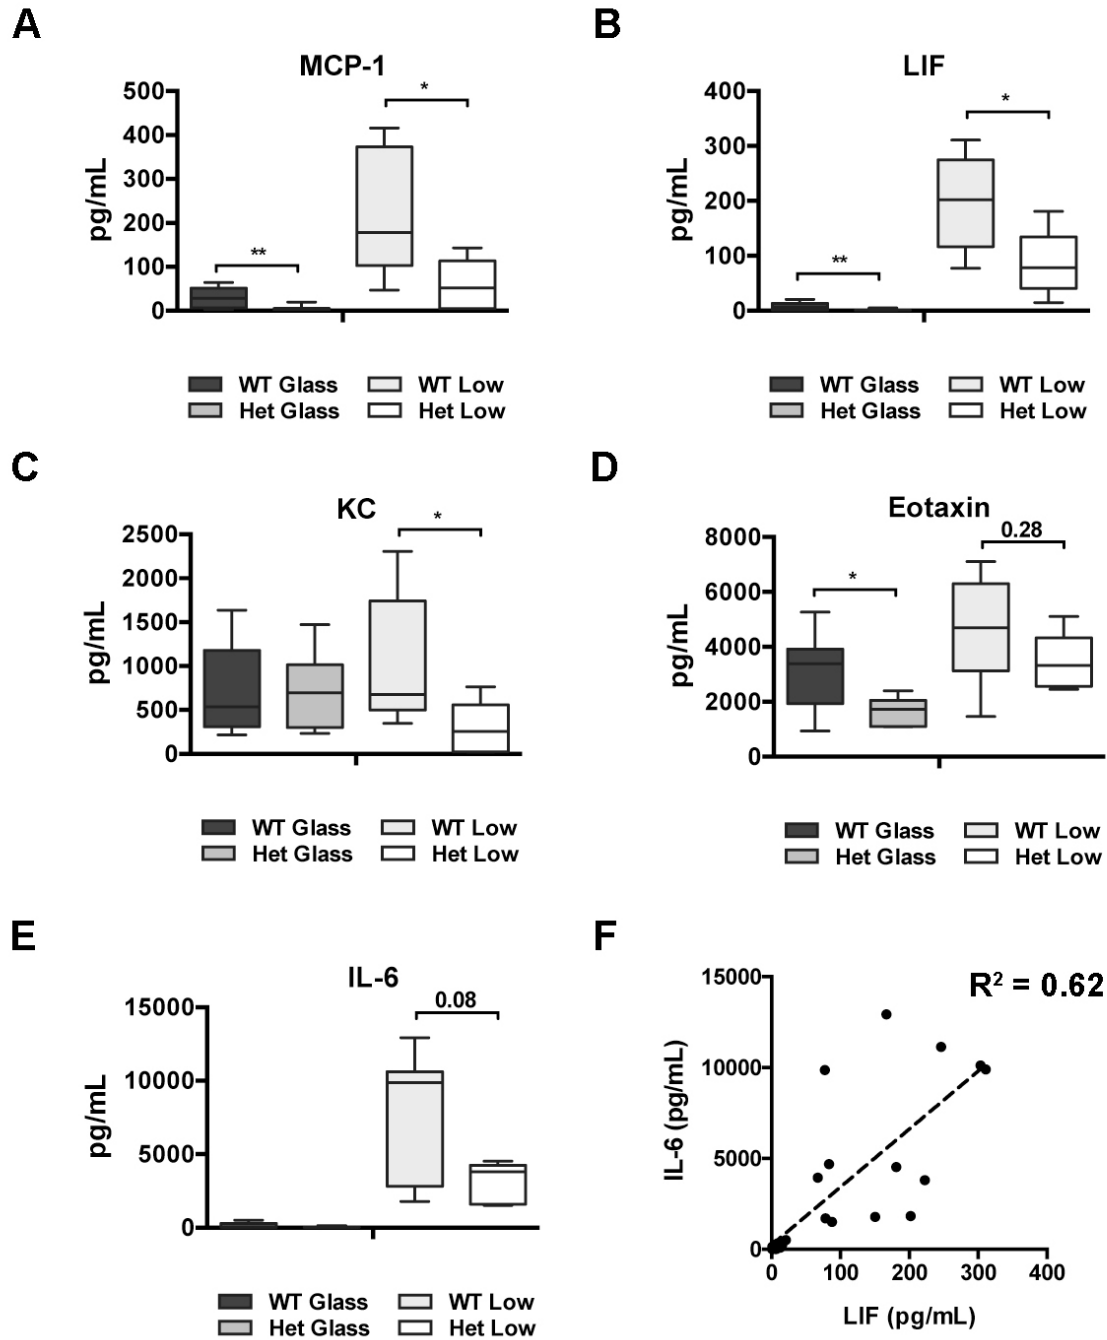 A
MCP-1
pg/mL
500
400
300
200
100
0
**
*
WT Glass
WT Low
Het Glass
Het Low
B
LIF
pg/mL
400
300
200
100
0
**
*
WT Glass
WT Low
Het Glass
Het Low
C
KC
pg/mL
2500
2000
1500
1000
500
0
*
WT Glass
WT Low
Het Glass
Het Low
D
Eotaxin
pg/mL
8000
6000
4000
2000
0
*
0.28
WT Glass
WT Low
Het Glass
Het Low
E
IL-6
pg/mL
15000
10000
5000
0
0.08
WT Glass
WT Low
Het Glass
Het Low
F
R² = 0.62
IL-6 (pg/mL)
15000
10000
5000
0
0 100 200 300 400
LIF (pg/mL)